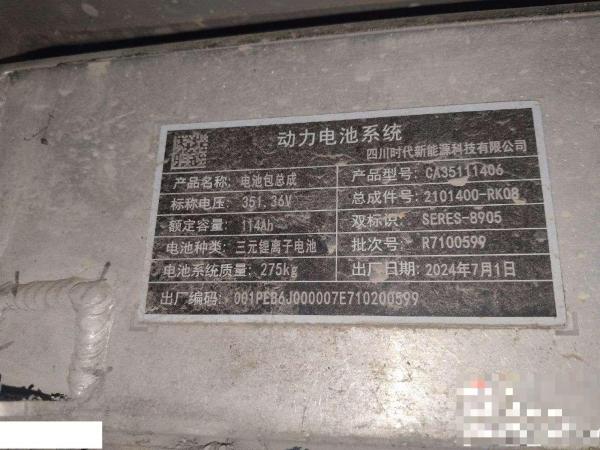 动力电池系统
四川时代新能源科技有限公司
产品名称: 电池包总成 产品型号: CA35111406
标称电压: 351.36V 总成件号: 2101400-RK08
额定容量: 114Ah 双标识: SERES-8905
电池种类: 三元锂离子电池 批次号: R7100599
电池系统质量: 275kg 出厂日期: 2024年7月1日
出厂编码: 001PEB6J000007E710200599